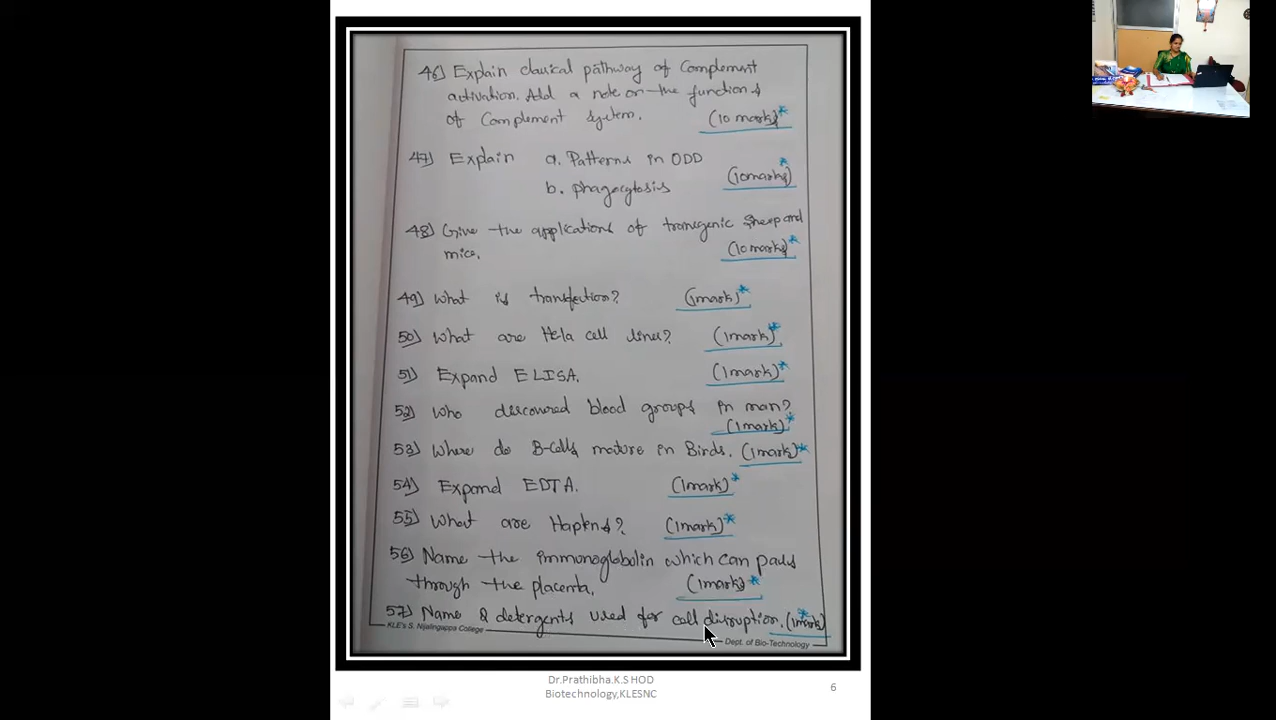 46) Explain classical pathway of Complement
activation. Add a note on the functions
of Complement System. (10 marks)*
47) Explain a. Patterns in ODD (10marks)*
b. phagocytosis
48) Give the applications of transgenic Sheep and
mice. (10 marks)*
49) What is transfection? (1mark)*
50) What are Hela cell lines? (1mark)*
51) Expand ELISA. (1mark)*
52) Who discovered blood groups in man?
(1mark)*
53) Where do B-Cells mature in Birds. (1mark)*
54) Expand EDTA. (1mark)*
55) What are Haptens? (1mark)*
56) Name the immunoglobulin which can pass
through the placenta. (1mark)*
57) Name 2 detergents used for cell disruption. (1mark)*
KLE's S. Nijalingappa College
Dept. of Bio-Technology
Dr.Prathibha.K.S HOD
Biotechnology,KLESNC
6